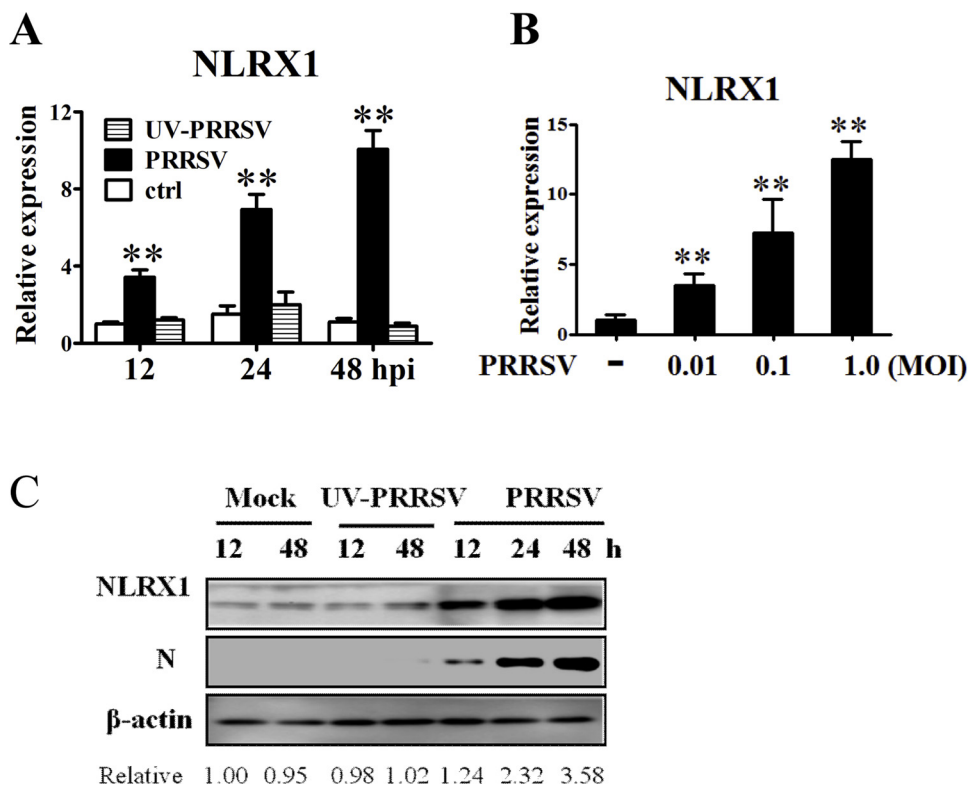 A
NLRX1
Relative expression
12
8
4
0
UV-PRRSV
PRRSV
ctrl
**
**
**
12 24 48 hpi
B
NLRX1
Relative expression
15
10
5
0
**
**
**
PRRSV - 0.01 0.1 1.0 (MOI)
C
Mock UV-PRRSV PRRSV
12 48 12 48 12 24 48 h
NLRX1
N
β-actin
Relative 1.00 0.95 0.98 1.02 1.24 2.32 3.58